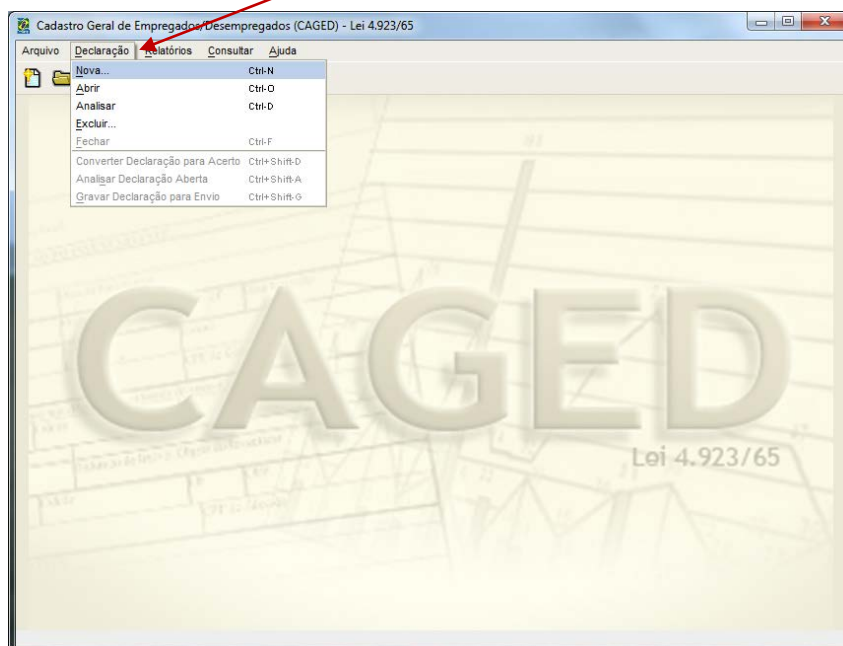 Cadastro Geral de Empregados/Desempregados (CAGED) - Lei 4.923/65
Arquivo Declaração Relatórios Consultar Ajuda
Nova... Ctrl-N
Abrir Ctrl-O
Analisar Ctrl-D
Excluir...
Fechar Ctrl-F
Converter Declaração para Acerto Ctrl+Shift-D
Analisar Declaração Aberta Ctrl+Shift-A
Gravar Declaração para Envio Ctrl+Shift-G
CAGED
Lei 4.923/65